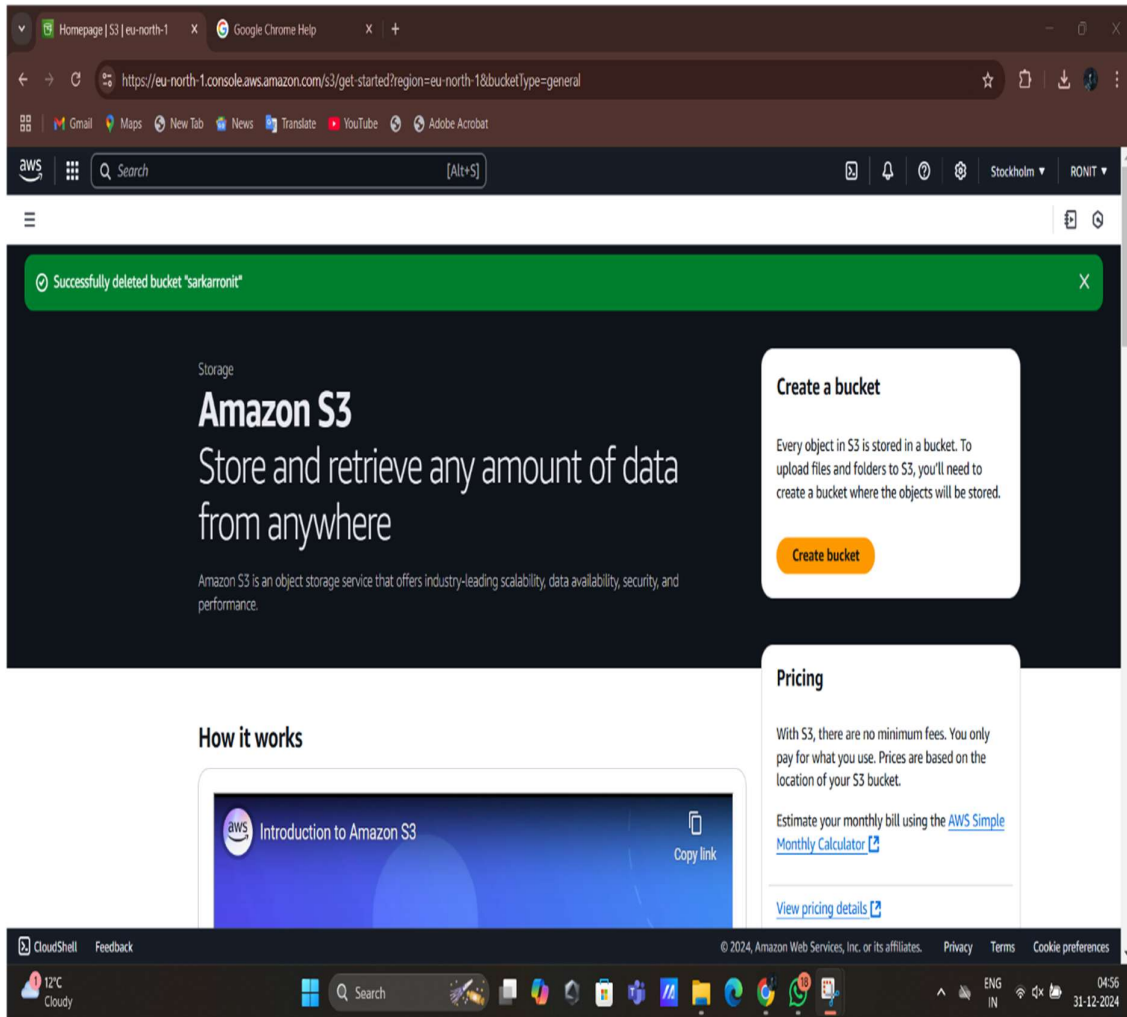 Homepage | S3 | eu-north-1
Google Chrome Help
https://eu-north-1.console.aws.amazon.com/s3/get-started?region=eu-north-1&bucketType=general
Gmail Maps New Tab News Translate YouTube Adobe Acrobat
aws Search [Alt+S] Stockholm ▼ RONIT ▼
Successfully deleted bucket "sarkarronit"
Storage
Amazon S3
Store and retrieve any amount of data
from anywhere
Amazon S3 is an object storage service that offers industry-leading scalability, data availability, security, and
performance.
Create a bucket
Every object in S3 is stored in a bucket. To
upload files and folders to S3, you'll need to
create a bucket where the objects will be stored.
Create bucket
Pricing
With S3, there are no minimum fees. You only
pay for what you use. Prices are based on the
location of your S3 bucket.
Estimate your monthly bill using the AWS Simple
Monthly Calculator
View pricing details
How it works
aws Introduction to Amazon S3
Copy link
CloudShell Feedback © 2024, Amazon Web Services, Inc. or its affiliates. Privacy Terms Cookie preferences
1
12°C
Cloudy
Search
18
ENG
IN
04:56
31-12-2024